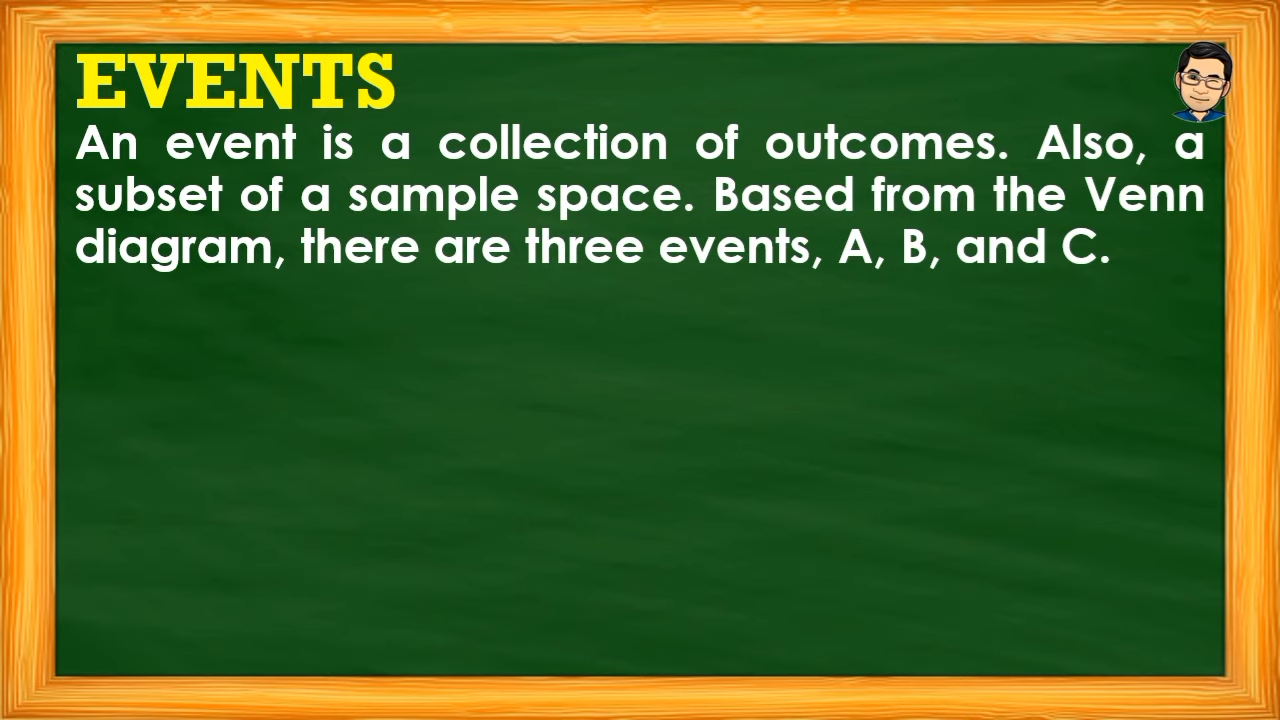 EVENTS
An event is a collection of outcomes. Also, a
subset of a sample space. Based from the Venn
diagram, there are three events, A, B, and C.